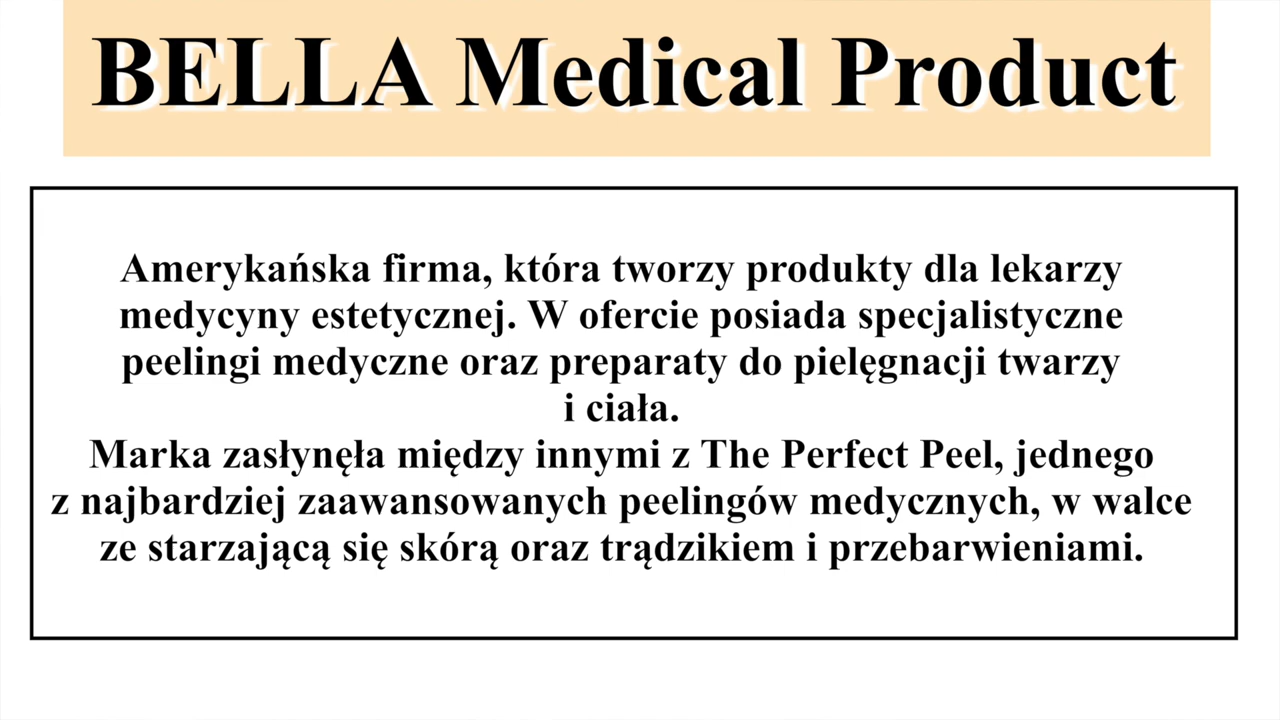 BELLA Medical Product
Amerykańska firma, która tworzy produkty dla lekarzy
medycyny estetycznej. W ofercie posiada specjalistyczne
peelingi medyczne oraz preparaty do pielęgnacji twarzy
i ciała.
Marka zasłynęła między innymi z The Perfect Peel, jednego
z najbardziej zaawansowanych peelingów medycznych, w walce
ze starzającą się skórą oraz trądzikiem i przebarwieniami.